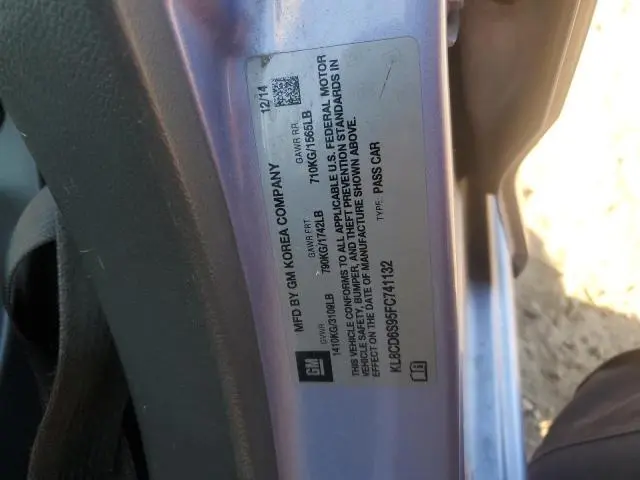 MFD BY GM KOREA COMPANY 12/14
GVWR GAWR FRT GAWR RR
1410KG/3109LB 790KG/1742LB 710KG/1565LB
THIS VEHICLE CONFORMS TO ALL APPLICABLE U.S. FEDERAL MOTOR
VEHICLE SAFETY, BUMPER, AND THEFT PREVENTION STANDARDS IN
EFFECT ON THE DATE OF MANUFACTURE SHOWN ABOVE.
KL8CD6S95FC741132 TYPE: PASS CAR
GM